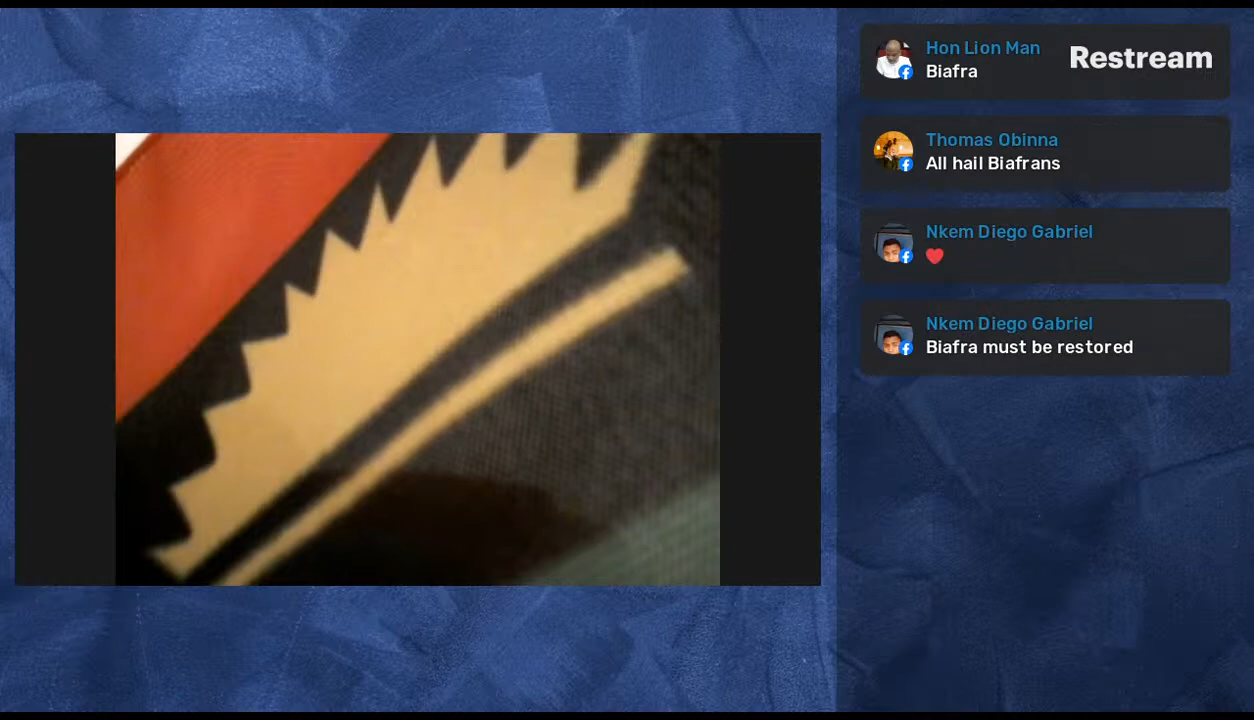 Hon Lion Man
Restream
Biafra
Thomas Obinna
All hail Biafrans
Nkem Diego Gabriel
❤️
Nkem Diego Gabriel
Biafra must be restored